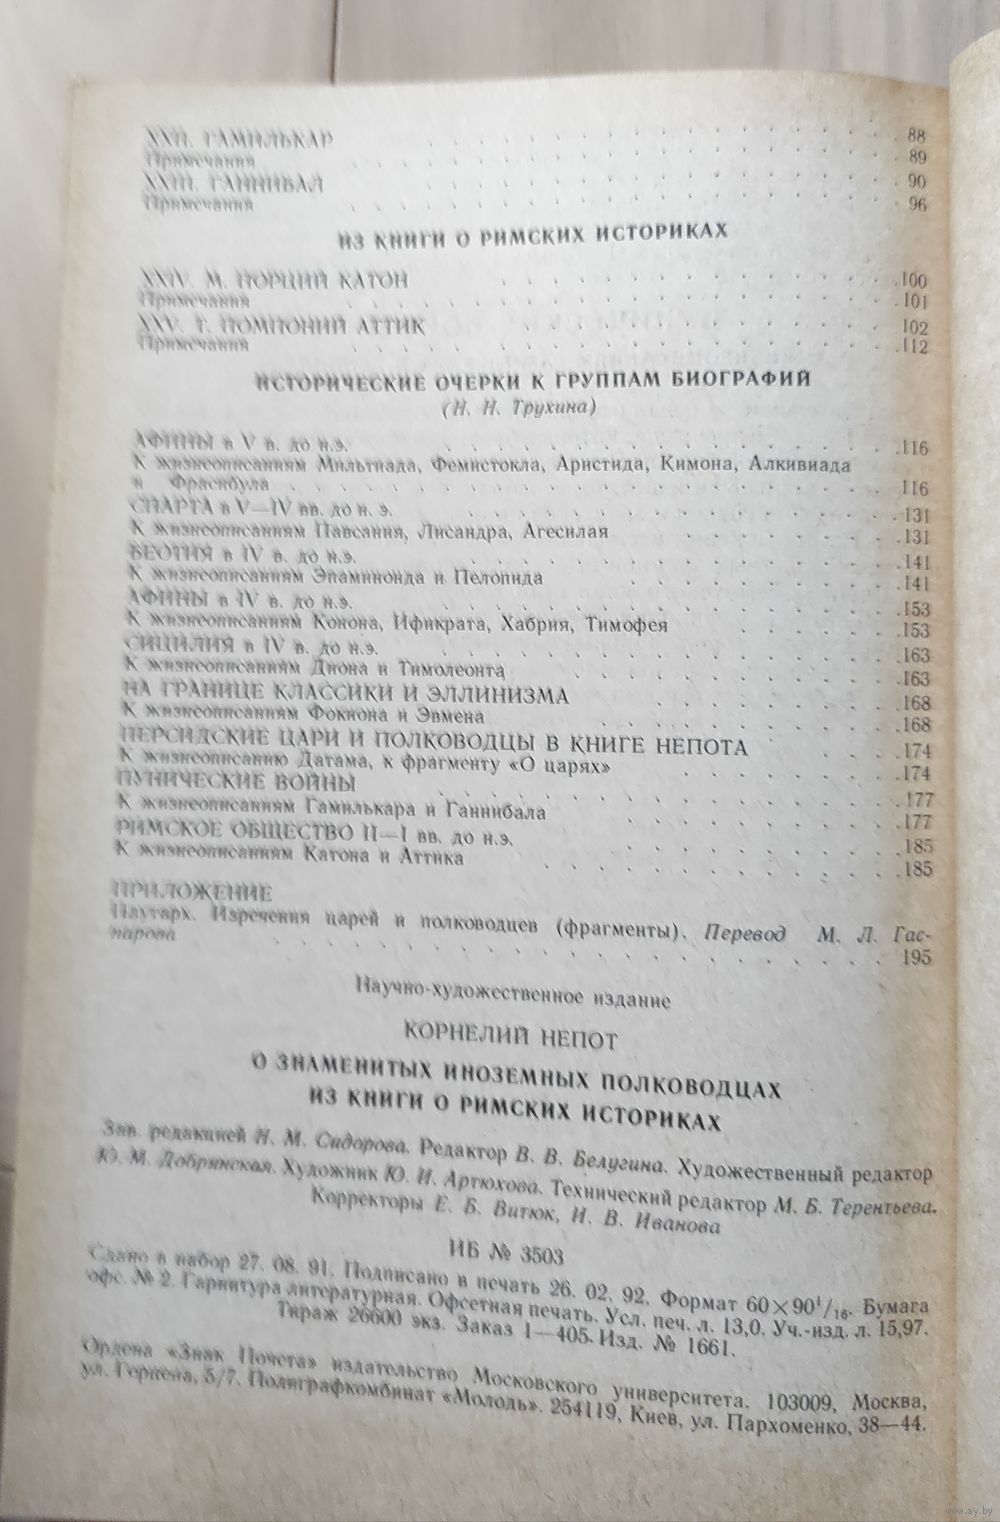 XXII. ГАМИЛЬКАР . . . . . . . . . . . . 88
Примечания . . . . . . . . . . . . 89
XXIII. ГАННИБАЛ . . . . . . . . . . . . 90
Примечания . . . . . . . . . . . . 96
ИЗ КНИГИ О РИМСКИХ ИСТОРИКАХ
XXIV. М. ПОРЦИЙ КАТОН . . . . . . . . . . . . 100
Примечания . . . . . . . . . . . . 101
XXV. Т. ПОМПОНИЙ АТТИК . . . . . . . . . . . . 102
Примечания . . . . . . . . . . . . 112
ИСТОРИЧЕСКИЕ ОЧЕРКИ К ГРУППАМ БИОГРАФИЙ
(Н. Н. Трухина)
АФИНЫ в V в. до н.э. . . . . . . . . . . . . 116
К жизнеописаниям Мильтиада, Фемистокла, Аристида, Кимона, Алкивиада
и Фрасибула . . . . . . . . . . . . 116
СПАРТА в V—IV вв. до н. э. . . . . . . . . . . . . 131
К жизнеописаниям Павсания, Лисандра, Агесилая . . . . . . 131
БЕОТИЯ в IV в. до н.э. . . . . . . . . . . . . 141
К жизнеописаниям Эпаминонда и Пелопида . . . . . . . . 141
АФИНЫ в IV в. до н.э. . . . . . . . . . . . . 153
К жизнеописаниям Конона, Ификрата, Хабрия, Тимофея . . . . . 153
СИЦИЛИЯ в IV в. до н.э. . . . . . . . . . . . . 163
К жизнеописаниям Диона и Тимолеонта . . . . . . . . . 163
НА ГРАНИЦЕ КЛАССИКИ И ЭЛЛИНИЗМА . . . . . . . 168
К жизнеописаниям Фокиона и Эвмена . . . . . . . . . 168
ПЕРСИДСКИЕ ЦАРИ И ПОЛКОВОДЦЫ В КНИГЕ НЕПОТА . . . 174
К жизнеописанию Датама, к фрагменту «О царях» . . . . . . 174
ПУНИЧЕСКИЕ ВОЙНЫ . . . . . . . . . . . . 177
К жизнеописаниям Гамилькара и Ганнибала . . . . . . . 177
РИМСКОЕ ОБЩЕСТВО II—I вв. до н.э. . . . . . . . . 185
К жизнеописаниям Катона и Аттика . . . . . . . . . . 185
ПРИЛОЖЕНИЕ
Плутарх. Изречения царей и полководцев (фрагменты). Перевод М. Л. Гас-
парова . . . . . . . . . . . . 195
Научно-художественное издание
КОРНЕЛИЙ НЕПОТ
О ЗНАМЕНИТЫХ ИНОЗЕМНЫХ ПОЛКОВОДЦАХ
ИЗ КНИГИ О РИМСКИХ ИСТОРИКАХ
Зав. редакцией Н. М. Сидорова. Редактор В. В. Белугина. Художественный редактор
Ю. М. Добрянская. Художник Ю. И. Артюхова. Технический редактор М. Б. Терентьева.
Корректоры Е. Б. Витюк, И. В. Иванова
ИБ № 3503
Сдано в набор 27. 08. 91. Подписано в печать 26. 02. 92. Формат 60×90¹/₁₆. Бумага
офс. № 2. Гарнитура литературная. Офсетная печать. Усл. печ. л. 13,0. Уч.-изд. л. 15,97.
Тираж 26600 экз. Заказ 1—405. Изд. № 1661.
Ордена «Знак Почета» издательство Московского университета. 103009, Москва,
ул. Герцена, 5/7. Полиграфкомбинат «Молодь». 254119, Киев, ул. Пархоменко, 38—44.
www.ay.by